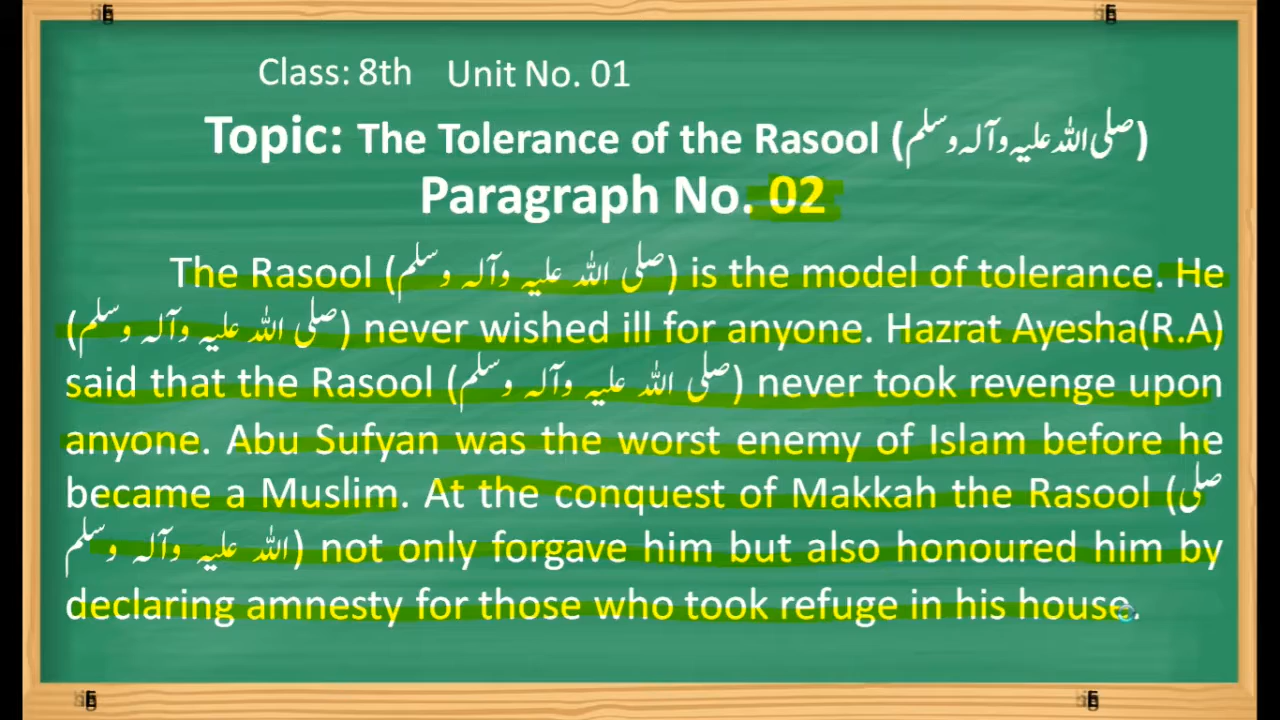 Class: 8th Unit No. 01
Topic: The Tolerance of the Rasool (صلی اللہ علیہ وآلہ وسلم)
Paragraph No. 02
The Rasool (صلی اللہ علیہ وآلہ وسلم) is the model of tolerance. He
(صلی اللہ علیہ وآلہ وسلم) never wished ill for anyone. Hazrat Ayesha(R.A)
said that the Rasool (صلی اللہ علیہ وآلہ وسلم) never took revenge upon
anyone. Abu Sufyan was the worst enemy of Islam before he
became a Muslim. At the conquest of Makkah the Rasool (صلی
اللہ علیہ وآلہ وسلم) not only forgave him but also honoured him by
declaring amnesty for those who took refuge in his house.